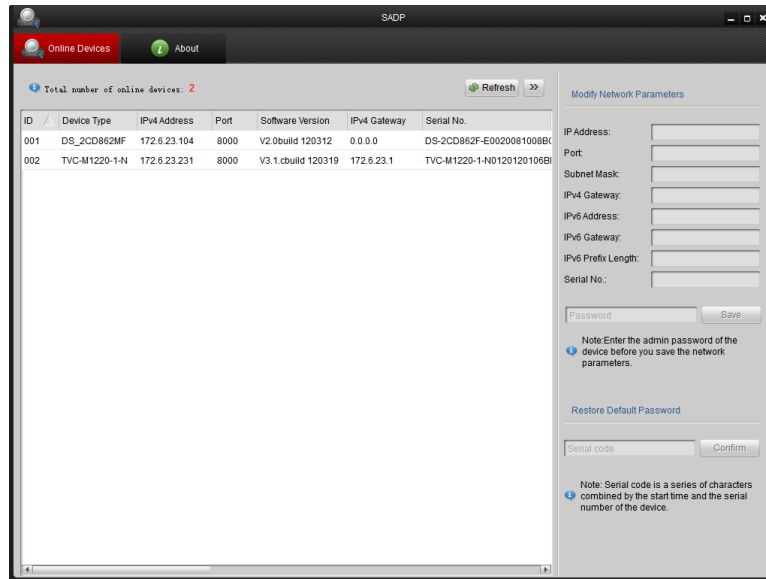 SADP
Online Devices
About
Total number of online devices: 2
Refresh
ID Device Type IPv4 Address Port Software Version IPv4 Gateway Serial No.
001 DS_2CD862MF 172.6.23.104 8000 V2.0build 120312 0.0.0.0 DS-2CD862F-E0020081008B
002 TVC-M1220-1-N 172.6.23.231 8000 V3.1.cbuild 120319 172.6.23.1 TVC-M1220-1-N0120120106B
Modify Network Parameters
IP Address:
Port:
Subnet Mask:
IPv4 Gateway:
IPv6 Address:
IPv6 Gateway:
IPv6 Prefix Length:
Serial No.:
Password
Save
Note:Enter the admin password of the
device before you save the network
parameters.
Restore Default Password
Serial code
Confirm
Note: Serial code is a series of characters
combined by the start time and the serial
number of the device.